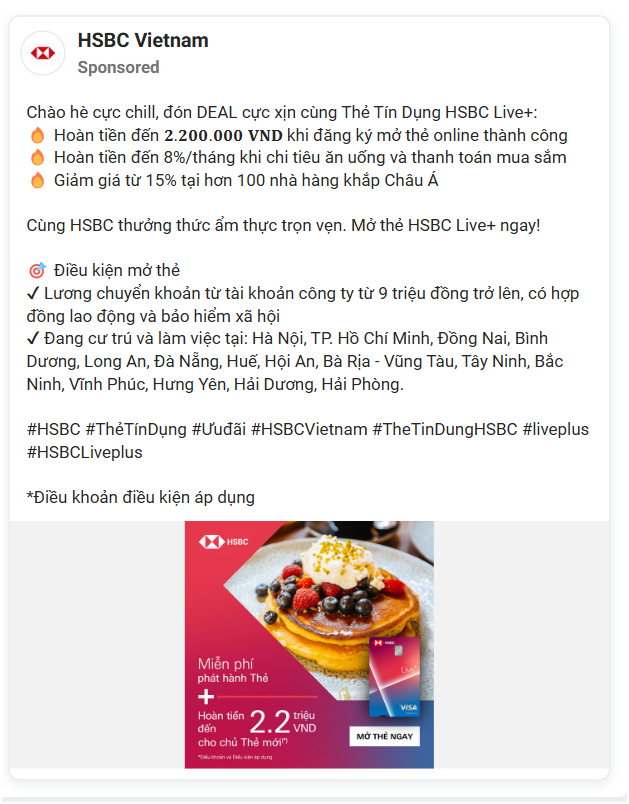 HSBC Vietnam
Sponsored
Chào hè cực chill, đón DEAL cực xịn cùng Thẻ Tín Dụng HSBC Live+:
🔥 Hoàn tiền đến 2.200.000 VND khi đăng ký mở thẻ online thành công
🔥 Hoàn tiền đến 8%/tháng khi chi tiêu ăn uống và thanh toán mua sắm
🔥 Giảm giá từ 15% tại hơn 100 nhà hàng khắp Châu Á
Cùng HSBC thưởng thức ẩm thực trọn vẹn. Mở thẻ HSBC Live+ ngay!
🎯 Điều kiện mở thẻ
✔ Lương chuyển khoản từ tài khoản công ty từ 9 triệu đồng trở lên, có hợp
đồng lao động và bảo hiểm xã hội
✔ Đang cư trú và làm việc tại: Hà Nội, TP. Hồ Chí Minh, Đồng Nai, Bình
Dương, Long An, Đà Nẵng, Huế, Hội An, Bà Rịa - Vũng Tàu, Tây Ninh, Bắc
Ninh, Vĩnh Phúc, Hưng Yên, Hải Dương, Hải Phòng.
#HSBC #ThẻTínDụng #Ưuđãi #HSBCVietnam #TheTinDungHSBC #liveplus
#HSBCLiveplus
*Điều khoản điều kiện áp dụng
HSBC
Miễn phí
phát hành Thẻ
+
Hoàn tiền
đến 2.2 triệu
VND
cho chủ Thẻ mới(*)
*Điều khoản và Điều kiện áp dụng
HSBC
Live+
VISA
MỞ THẺ NGAY